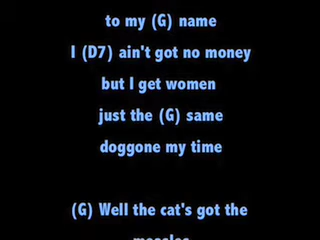 to my (G) name
I (D7) ain't got no money
but I get women
just the (G) same
doggone my time
(G) Well the cat's got the
measles